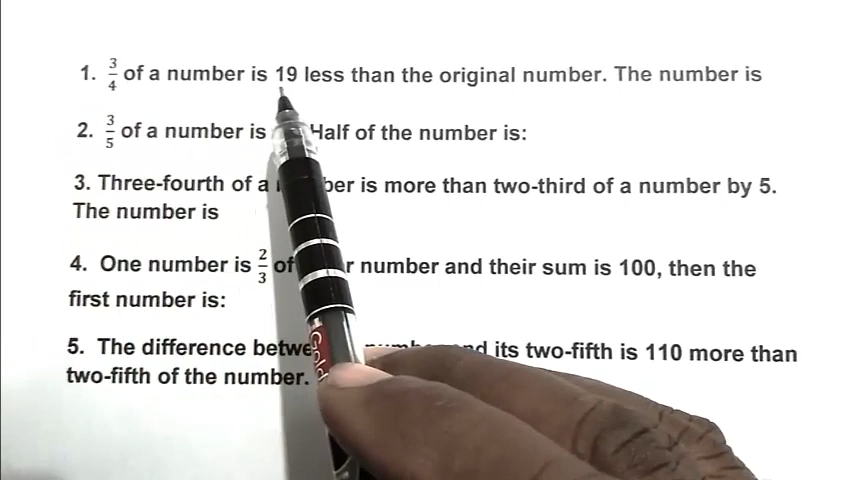 1. 3/4 of a number is 19 less than the original number. The number is
2. 3/5 of a number is Half of the number is:
3. Three-fourth of a is more than two-third of a number by 5.
The number is
4. One number is 2/3 of number and their sum is 100, then the
first number is:
5. The difference its two-fifth is 110 more than
two-fifth of the number.
Gold